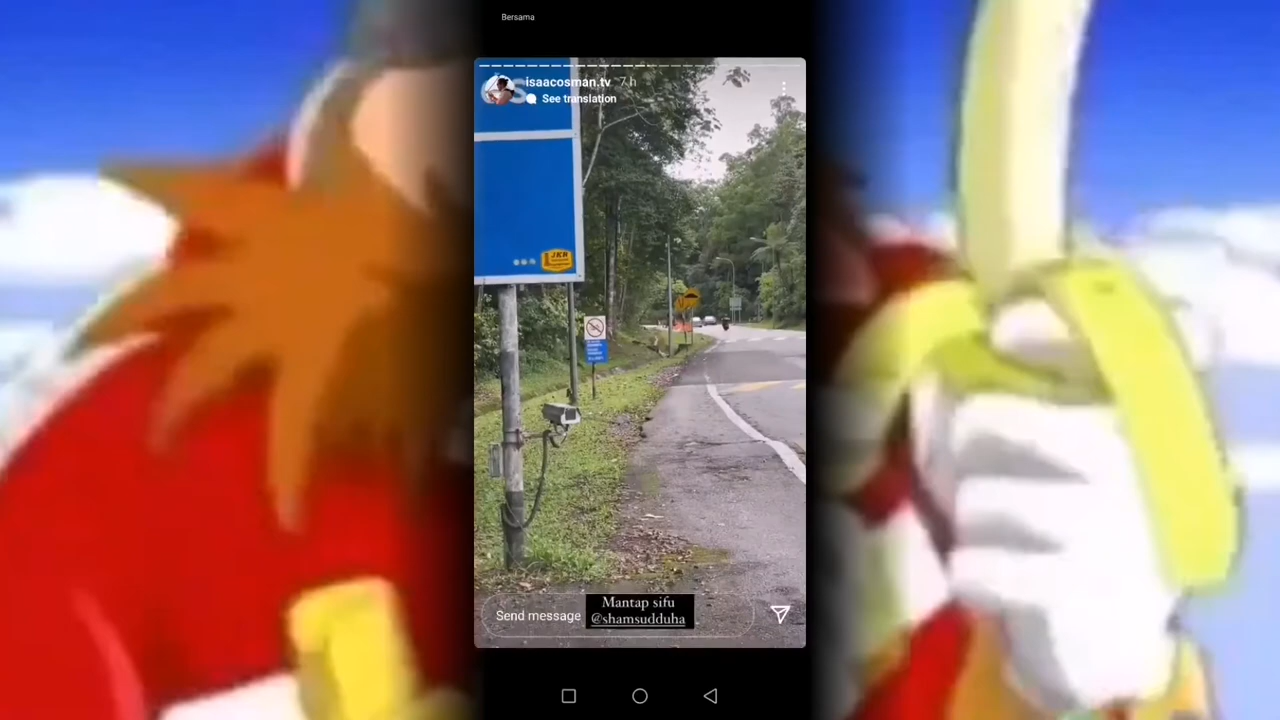 Bersama
isaacosman.tv 7 h
See translation
JKR
Send message
Mantap sifu
@shamsudduha